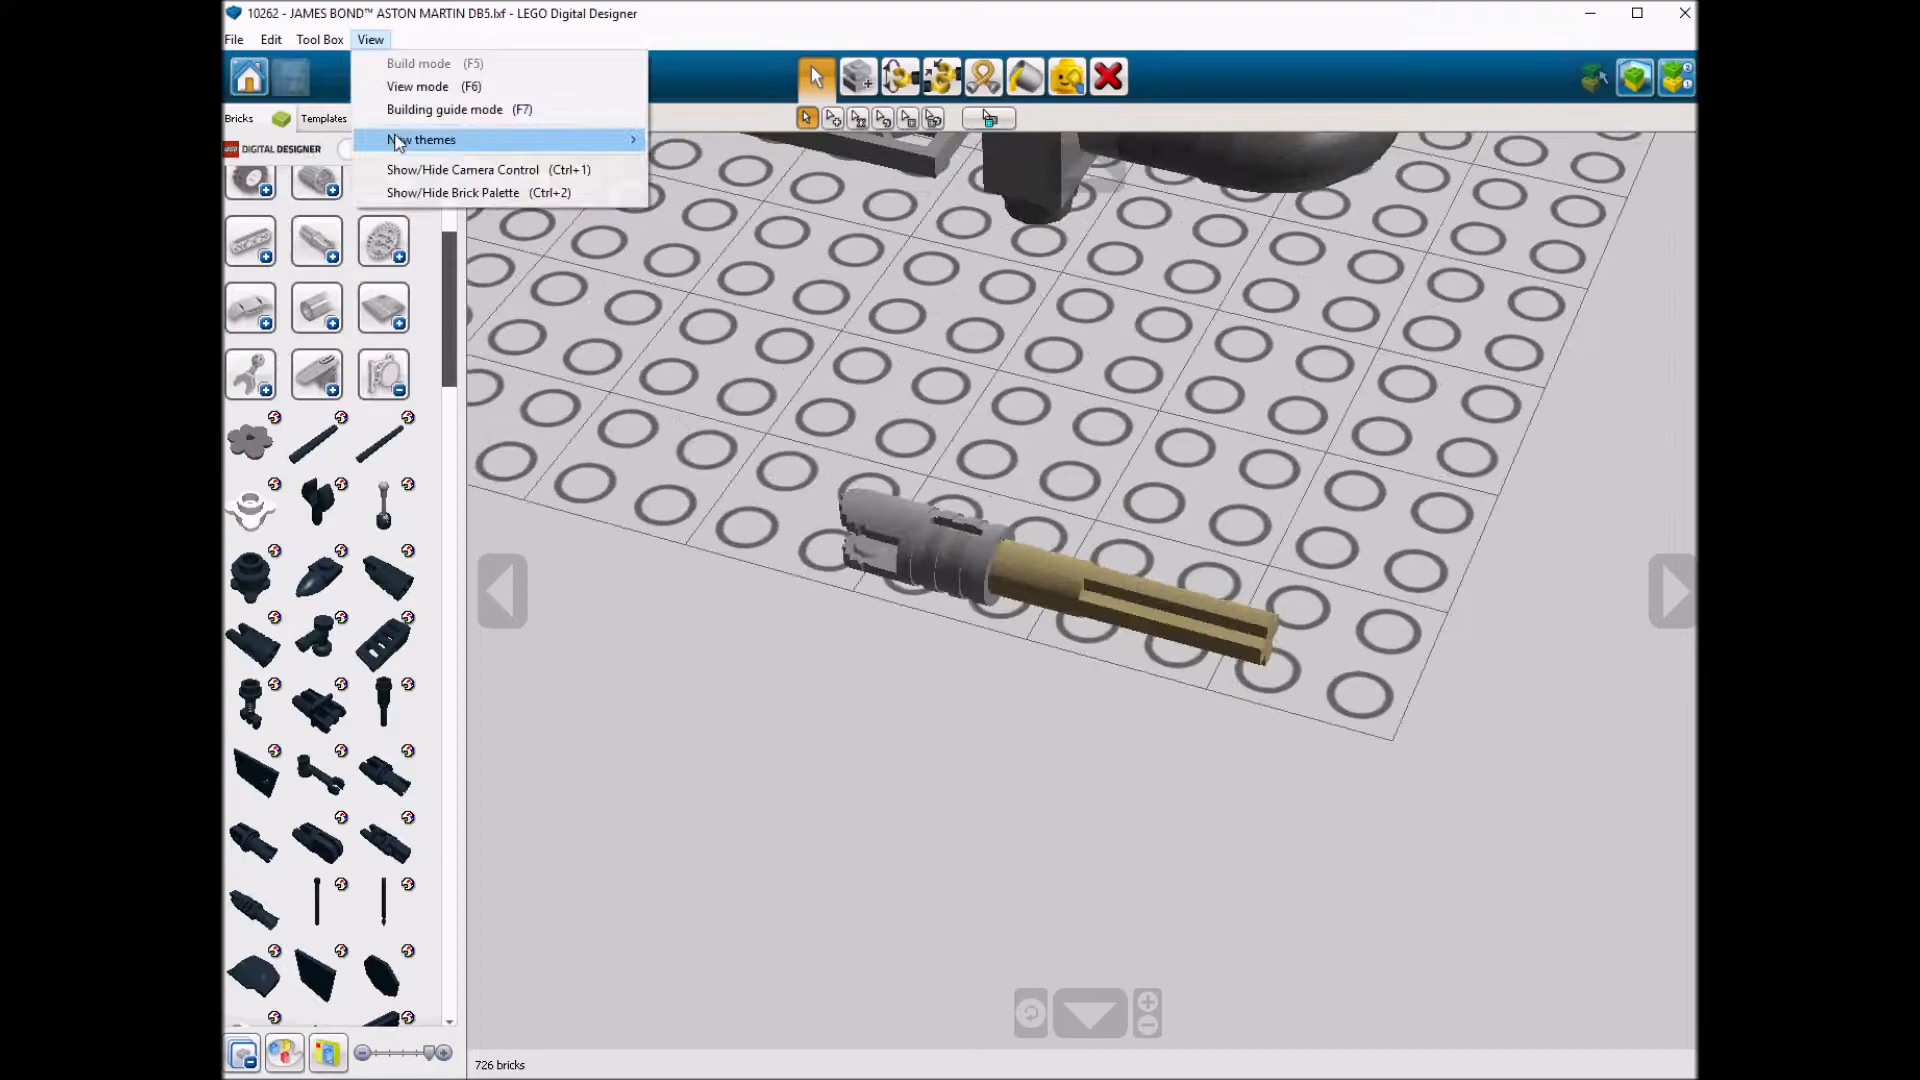 10262 - JAMES BOND™ ASTON MARTIN DB5.lxf - LEGO Digital Designer
File Edit Tool Box View
Build mode (F5)
View mode (F6)
Building guide mode (F7)
Bricks Templates
LEGO DIGITAL DESIGNER
Show/Hide Camera Control (Ctrl+1)
Show/Hide Brick Palette (Ctrl+2)
726 bricks